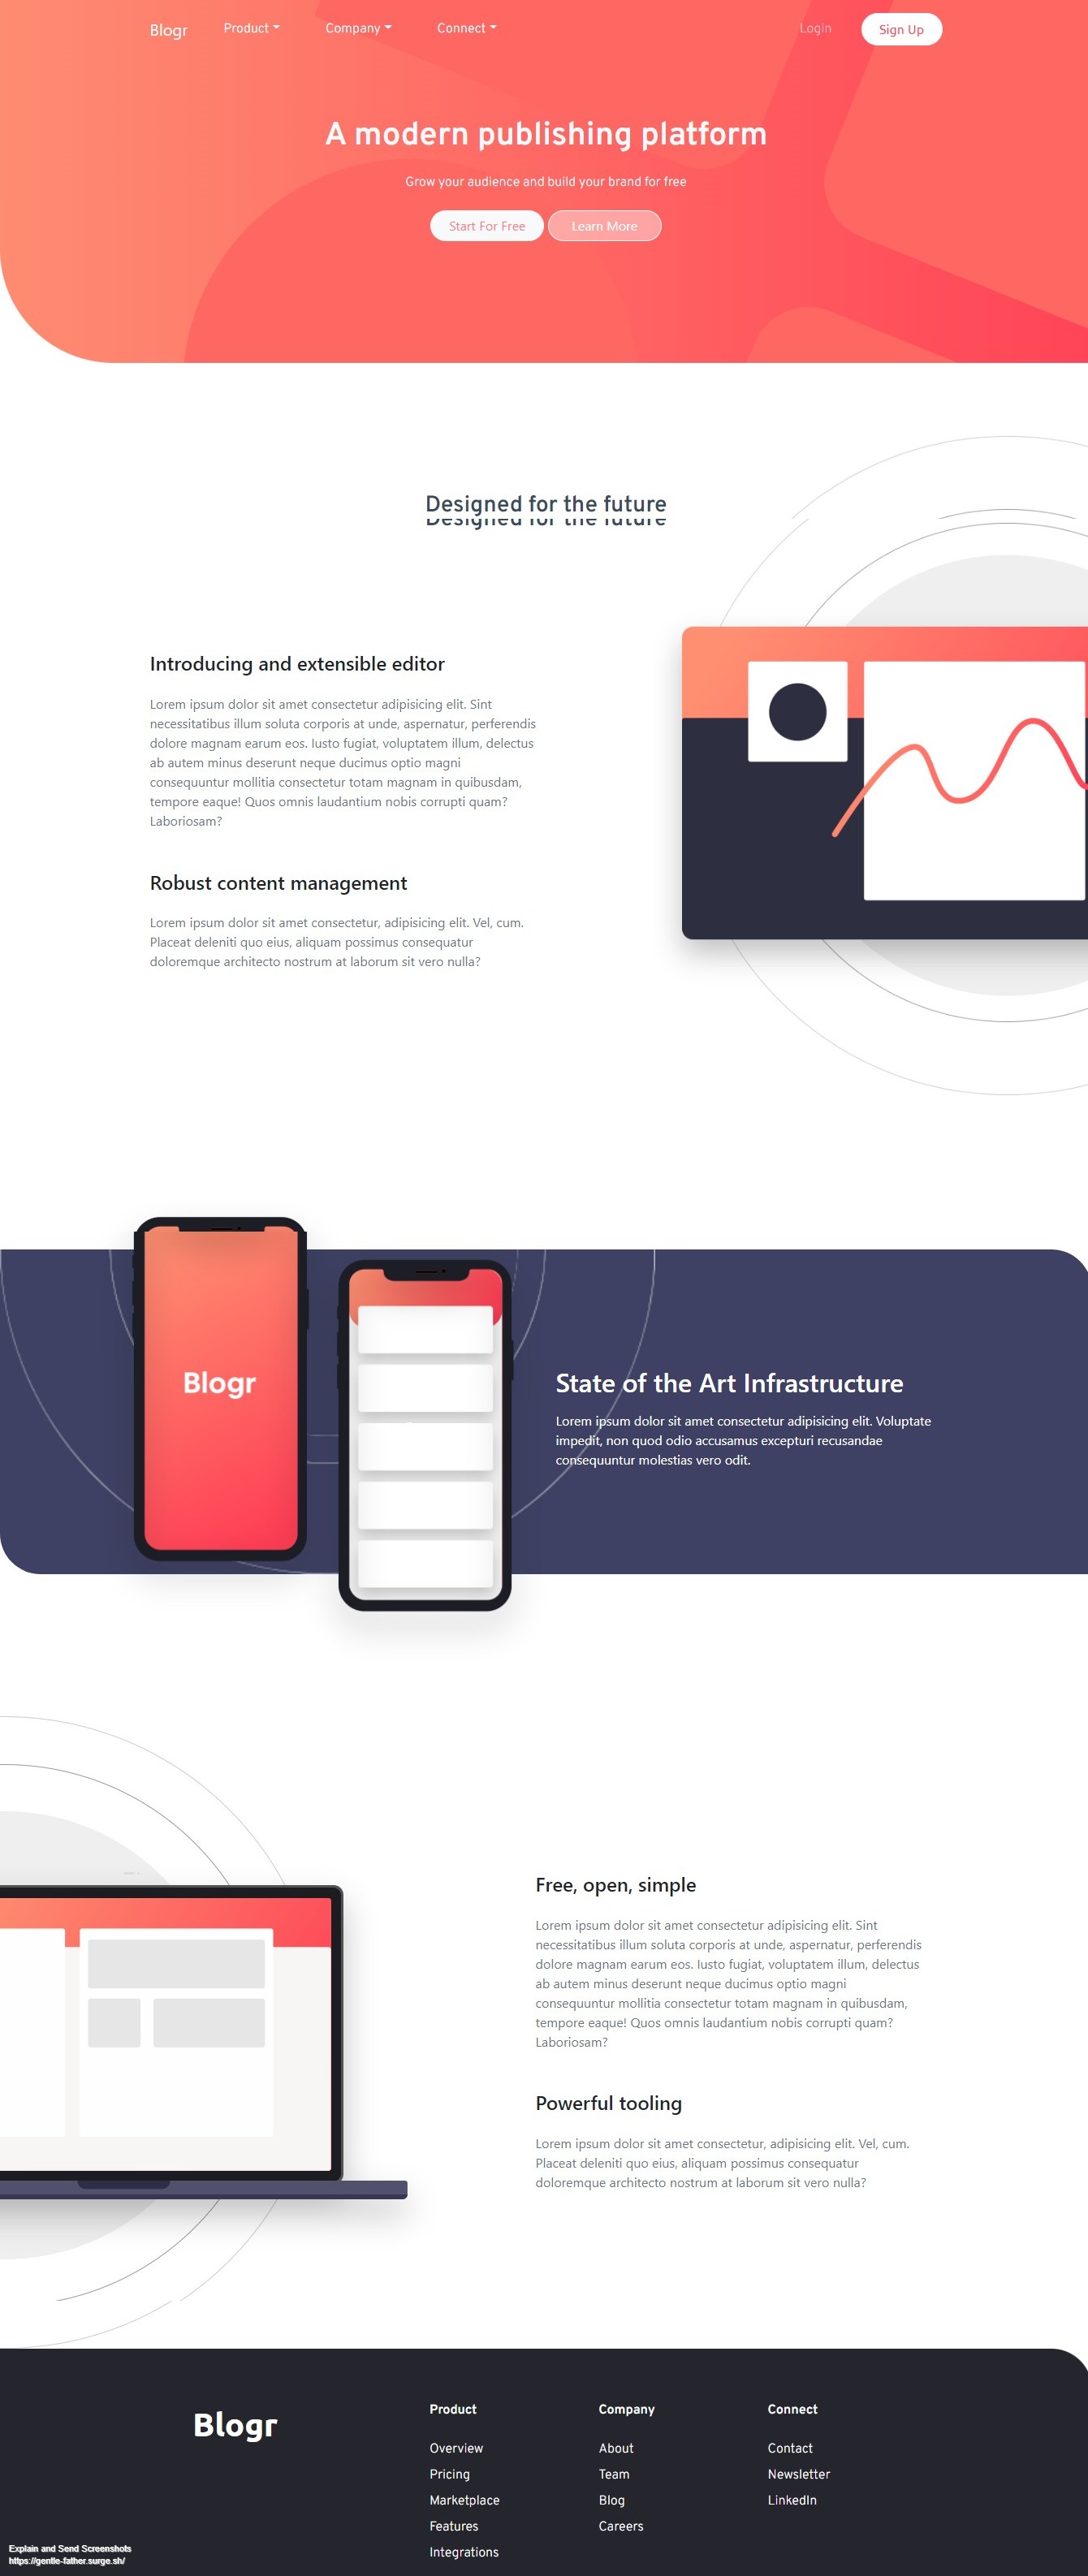 Blogr
Product
Company
Connect
Login
Sign Up
A modern publishing platform
Grow your audience and build your brand for free
Start For Free
Learn More
Designed for the future
Designed for the future
Introducing and extensible editor
Lorem ipsum dolor sit amet consectetur adipisicing elit. Sint
necessitatibus illum soluta corporis at unde, aspernatur, perferendis
dolore magnam earum eos. Iusto fugiat, voluptatem illum, delectus
ab autem minus deserunt neque ducimus optio magni
consequuntur mollitia consectetur totam magnam in quibusdam,
tempore eaque! Quos omnis laudantium nobis corrupti quam?
Laboriosam?
Robust content management
Lorem ipsum dolor sit amet consectetur, adipisicing elit. Vel, cum.
Placeat deleniti quo eius, aliquam possimus consequatur
doloremque architecto nostrum at laborum sit vero nulla?
Blogr
State of the Art Infrastructure
Lorem ipsum dolor sit amet consectetur adipisicing elit. Voluptate
impedit, non quod odio accusamus excepturi recusandae
consequuntur molestias vero odit.
Free, open, simple
Lorem ipsum dolor sit amet consectetur adipisicing elit. Sint
necessitatibus illum soluta corporis at unde, aspernatur, perferendis
dolore magnam earum eos. Iusto fugiat, voluptatem illum, delectus
ab autem minus deserunt neque ducimus optio magni
consequuntur mollitia consectetur totam magnam in quibusdam,
tempore eaque! Quos omnis laudantium nobis corrupti quam?
Laboriosam?
Powerful tooling
Lorem ipsum dolor sit amet consectetur, adipisicing elit. Vel, cum.
Placeat deleniti quo eius, aliquam possimus consequatur
doloremque architecto nostrum at laborum sit vero nulla?
Blogr
Product
Overview
Pricing
Marketplace
Features
Integrations
Company
About
Team
Blog
Careers
Connect
Contact
Newsletter
LinkedIn
Explain and Send Screenshots
https://gentle-father.surge.sh/